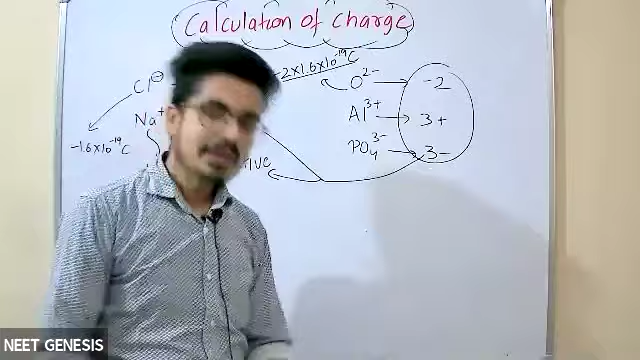 Calculation of charge
Cl⊖
-2×1.6×10⁻¹⁹C
O²⁻
-2
Na⁺
Al³⁺
3+
-1.6×10⁻¹⁹C
PO₄³⁻
3-
NEET GENESIS